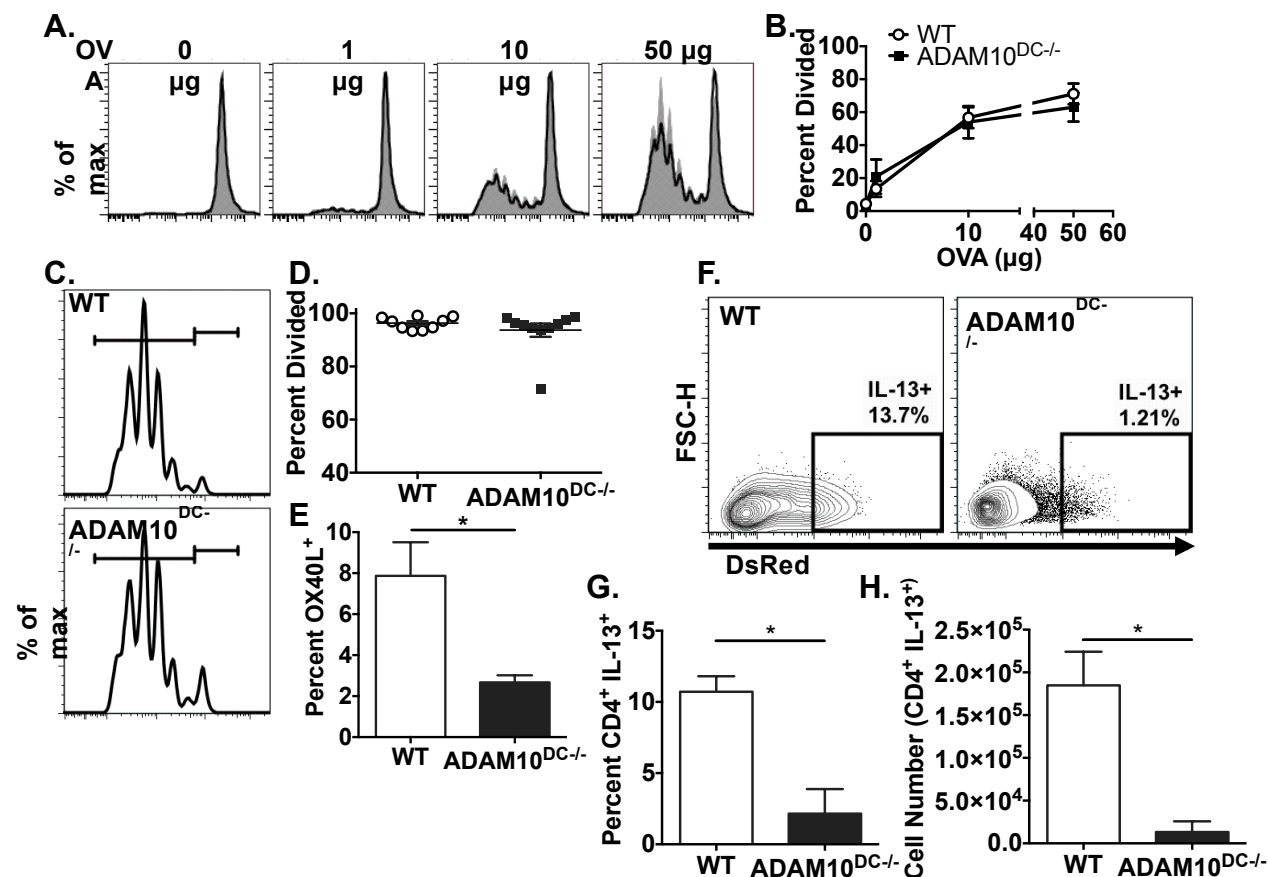 A.
OV 0 1 10 50 µg
A µg µg µg
% of
max
B.
WT
ADAM10DC-/-
Percent Divided
100
80
60
40
20
0
0 10 40 50 60
OVA (µg)
C.
WT
ADAM10DC-
/-
% of
max
D.
Percent Divided
100
80
60
40
WT ADAM10DC-/-
E
Percent OX40L+
10
8
6
4
2
0
*
WT ADAM10DC-/-
F.
WT
IL-13+
13.7%
ADAM10DC-
/-
IL-13+
1.21%
FSC-H
DsRed
G.
Percent CD4+ IL-13+
15
10
5
0
*
WT ADAM10DC-/-
H.
Cell Number (CD4+ IL-13+)
2.5×10⁵
2.0×10⁵
1.5×10⁵
1.0×10⁵
5.0×10⁴
0.0
*
WT ADAM10DC-/-